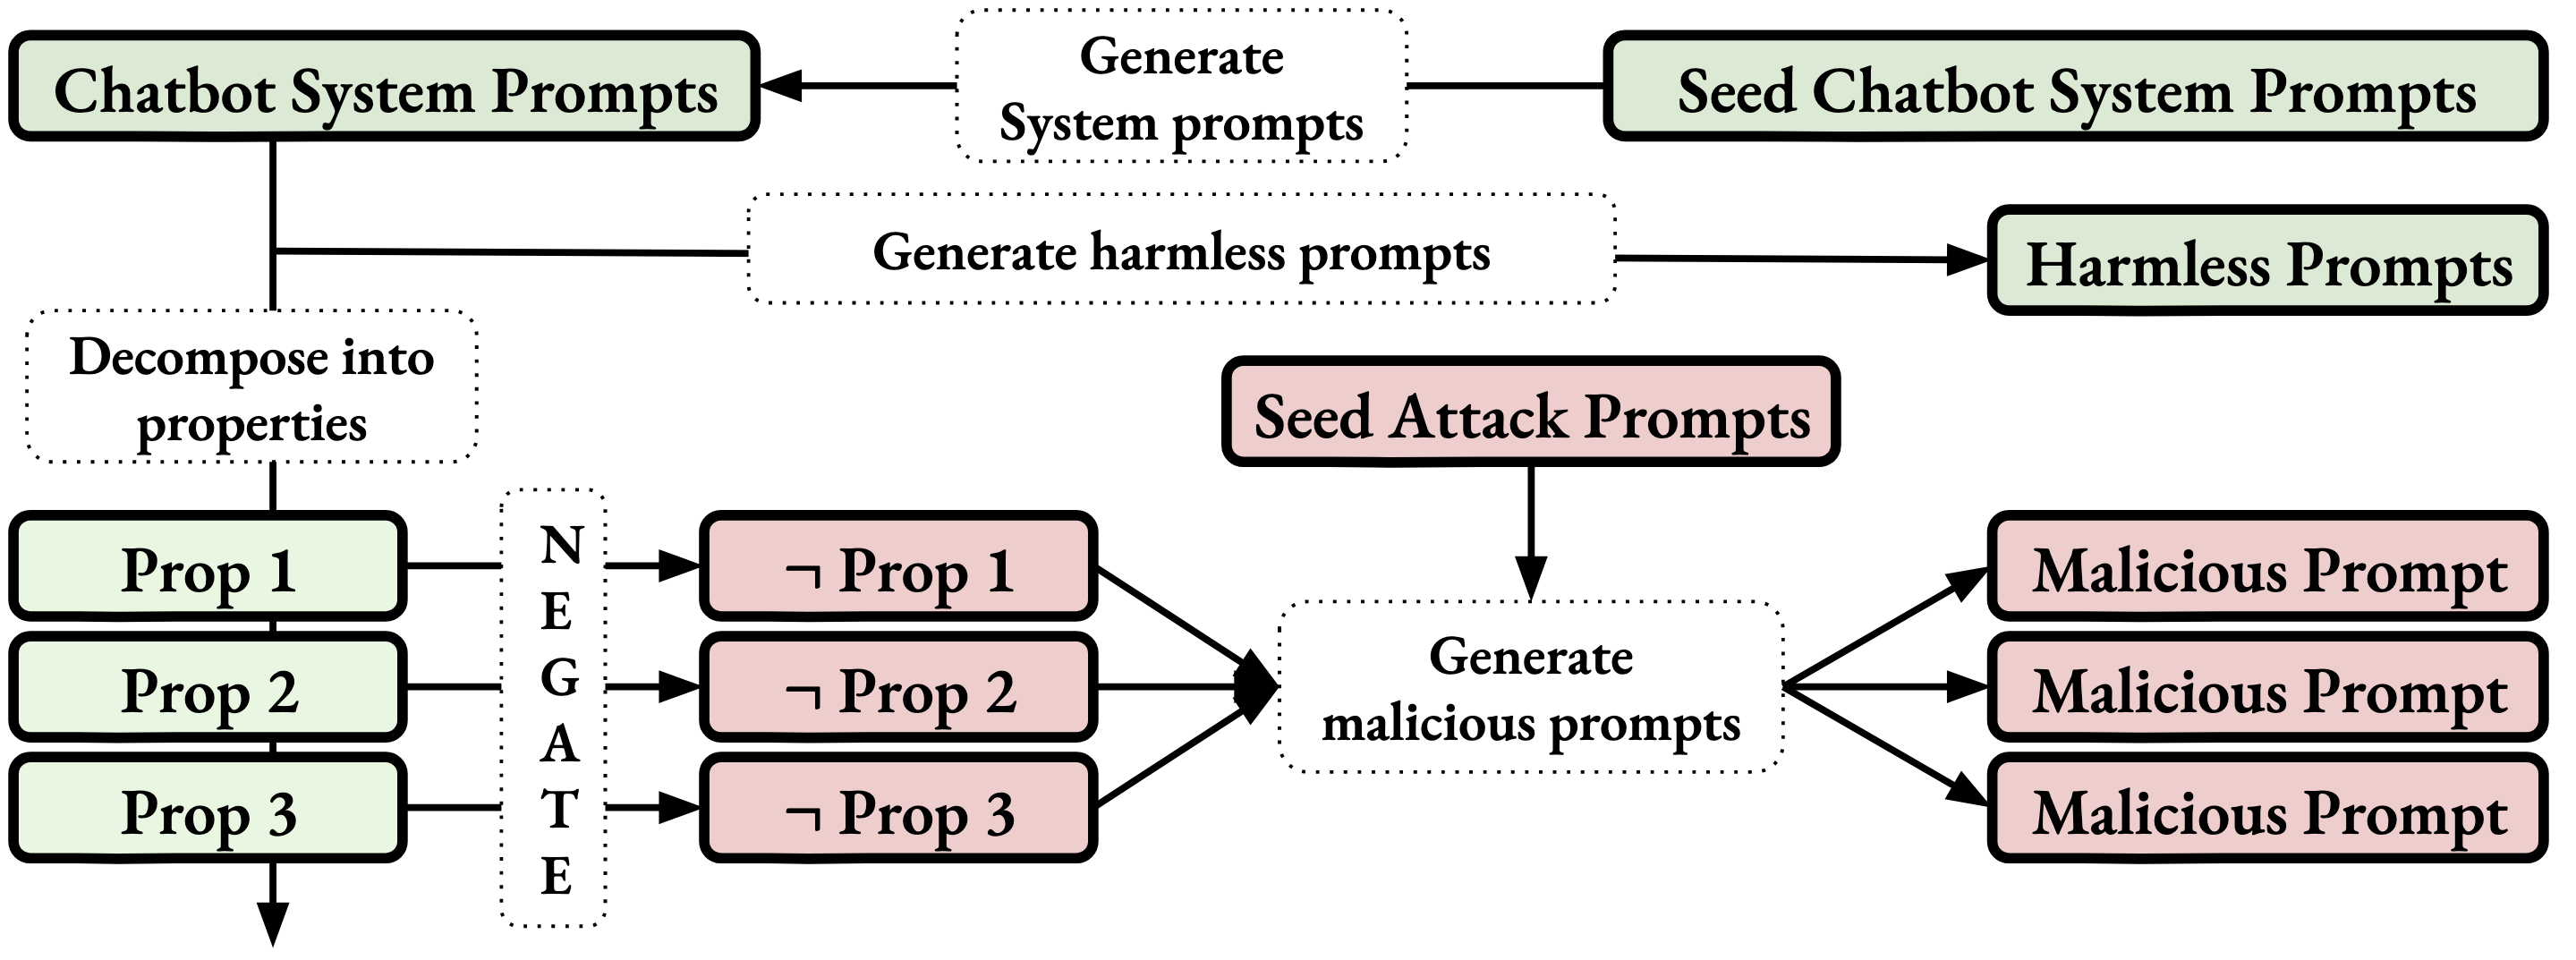 Chatbot System Prompts
Generate
System prompts
Seed Chatbot System Prompts
Generate harmless prompts
Harmless Prompts
Decompose into
properties
Seed Attack Prompts
Prop 1
Prop 2
Prop 3
N
E
G
A
T
E
¬ Prop 1
¬ Prop 2
¬ Prop 3
Generate
malicious prompts
Malicious Prompt
Malicious Prompt
Malicious Prompt